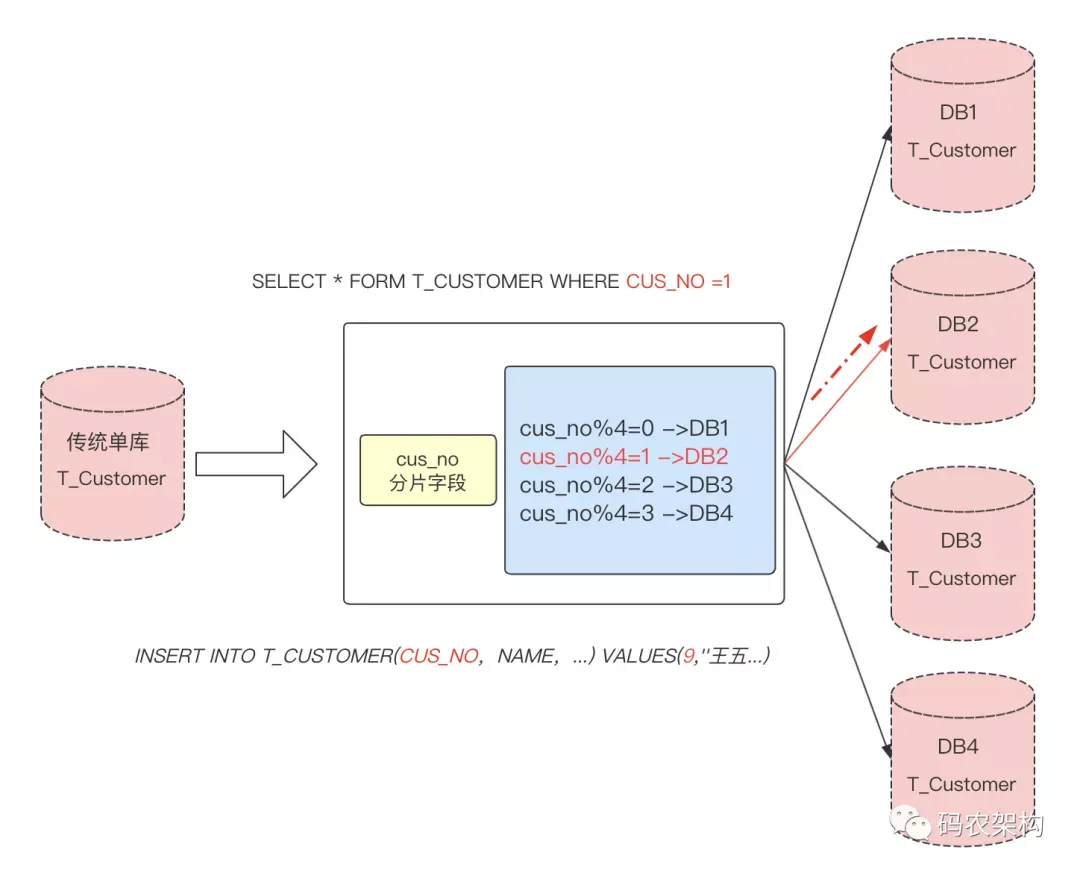 DB1
T_Customer
SELECT * FORM T_CUSTOMER WHERE CUS_NO =1
DB2
T_Customer
传统单库
T_Customer
cus_no
分片字段
cus_no%4=0 –>DB1
cus_no%4=1 –>DB2
cus_no%4=2 –>DB3
cus_no%4=3 –>DB4
DB3
T_Customer
INSERT INTO T_CUSTOMER(CUS_NO，NAME，...) VALUES(9,''王五...)
DB4
T_Customer
码农架构